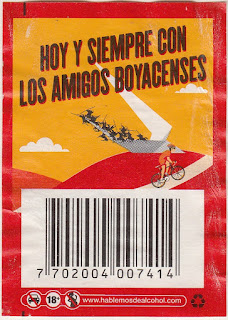 HOY Y SIEMPRE CON
LOS AMIGOS BOYACENSES
7 702004 007414
18+
www.hablemosdealcohol.com